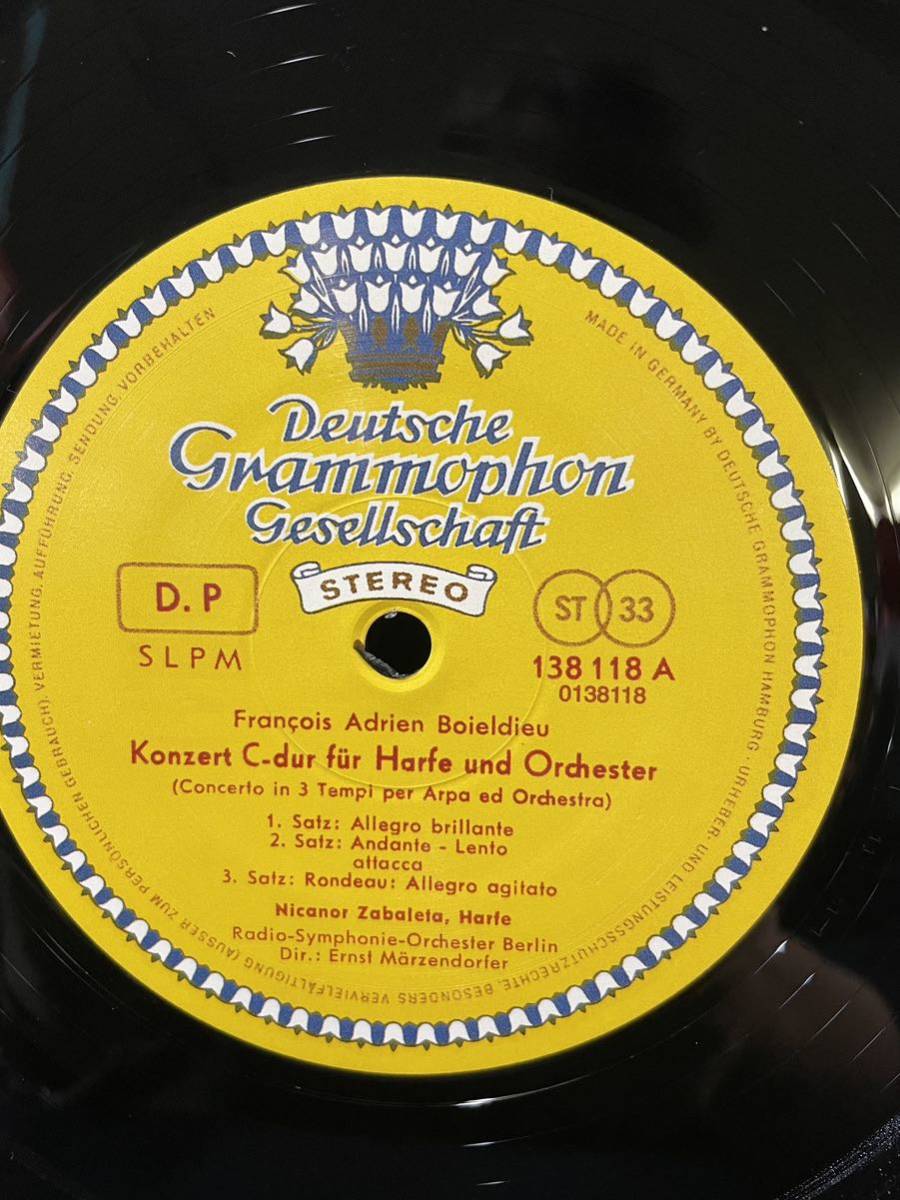 Deutsche
Grammophon
Gesellschaft
STEREO
D.P
SLPM
ST 33
138 118 A
0138118
François Adrien Boieldieu
Konzert C-dur für Harfe und Orchester
(Concerto in 3 Tempi per Arpa ed Orchestra)
1. Satz: Allegro brillante
2. Satz: Andante - Lento
attacca
3. Satz: Rondeau: Allegro agitato
Nicanor Zabaleta, Harfe
Radio-Symphonie-Orchester Berlin
Dir.: Ernst Märzendorfer
MADE IN GERMANY BY DEUTSCHE GRAMMOPHON HAMBURG · URHEBER- UND LEISTUNGSSCHUTZRECHTE, BESONDERS VERVIELFÄLTIGUNG (AUSSER ZUM PERSÖNLICHEN GEBRAUCH), VERMIETUNG, AUFFÜHRUNG, SENDUNG, VORBEHALTEN